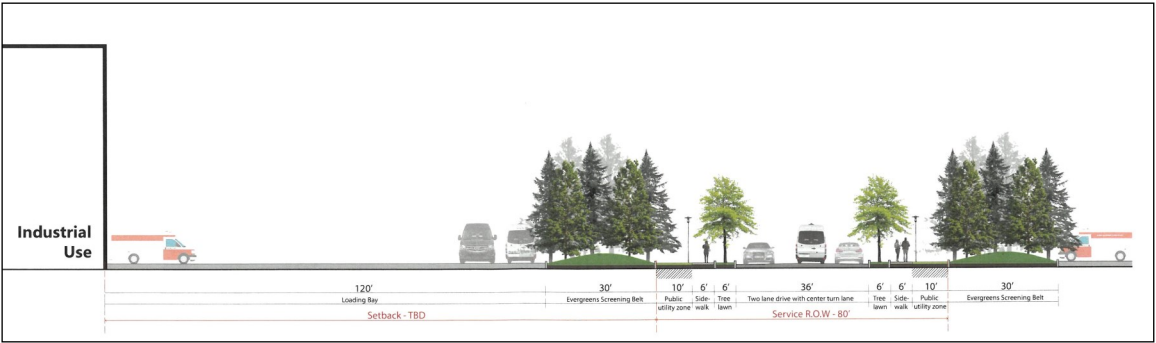 Industrial
Use
120' 30' 10' 6' 6' 36' 6' 6' 10' 30'
Loading Bay Evergreens Screening Belt Public Side- Tree Two lane drive with center turn lane Tree Side- Public Evergreens Screening Belt
utility zone walk lawn lawn walk utility zone
Setback - TBD Service R.O.W - 80'